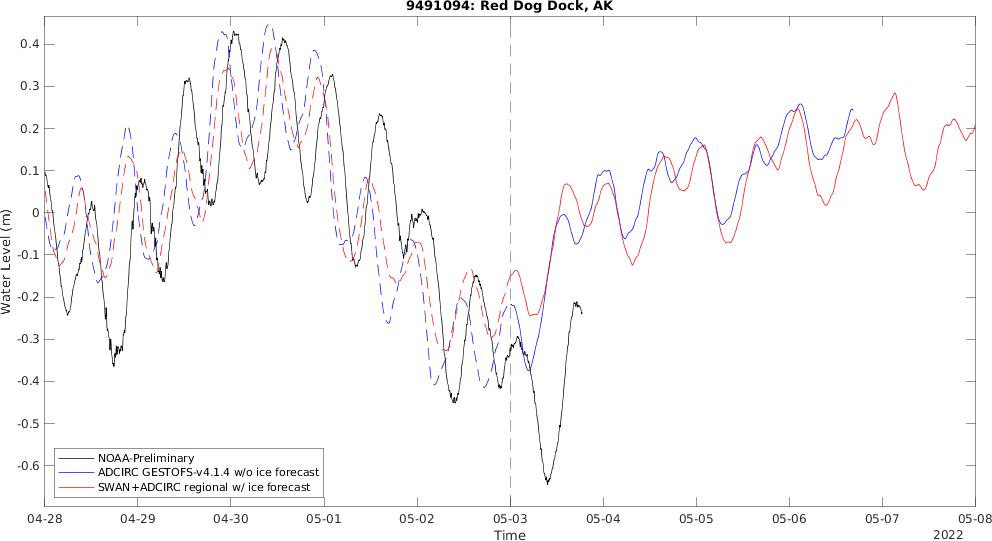 9491094: Red Dog Dock, AK
Water Level (m)
0.4
0.3
0.2
0.1
0
-0.1
-0.2
-0.3
-0.4
-0.5
-0.6
NOAA-Preliminary
ADCIRC GESTOFS-v4.1.4 w/o ice forecast
SWAN+ADCIRC regional w/ ice forecast
04-28 04-29 04-30 05-01 05-02 05-03 05-04 05-05 05-06 05-07 05-08
Time
2022